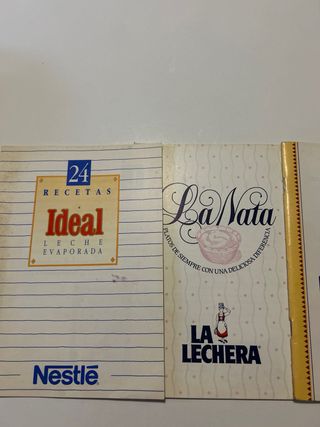 24
RECETAS
Ideal
LECHE
EVAPORADA
Nestlé
La Nata
PLATOS DE SIEMPRE CON UNA DELICIOSA DIFERENCIA
LA
LECHERA